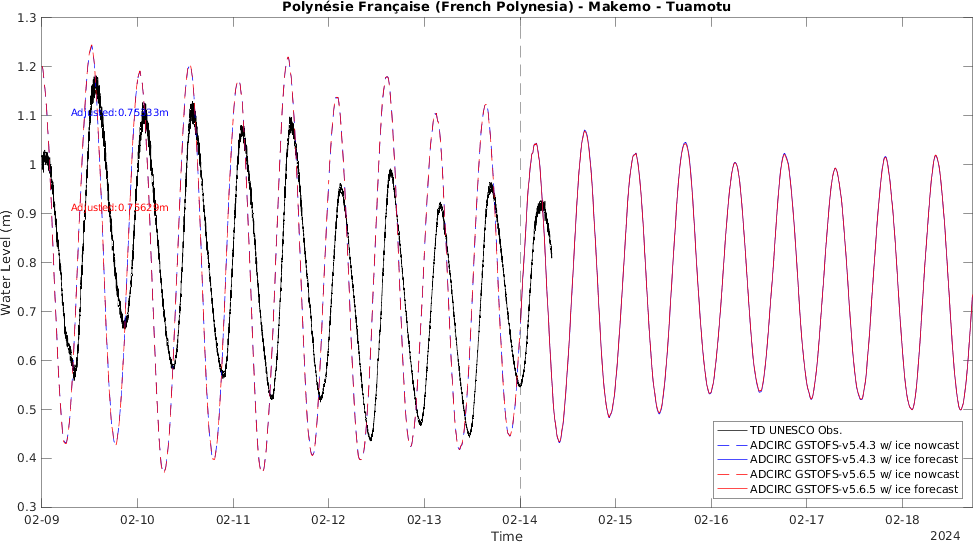 Polynésie Française (French Polynesia) - Makemo - Tuamotu
1.3
1.2
1.1
1
0.9
0.8
0.7
0.6
0.5
0.4
0.3
Water Level (m)
Adjusted:0.76629m
TD UNESCO Obs.
ADCIRC GSTOFS-v5.4.3 w/ ice nowcast
ADCIRC GSTOFS-v5.4.3 w/ ice forecast
ADCIRC GSTOFS-v5.6.5 w/ ice nowcast
ADCIRC GSTOFS-v5.6.5 w/ ice forecast
02-09 02-10 02-11 02-12 02-13 02-14 02-15 02-16 02-17 02-18
Time
2024